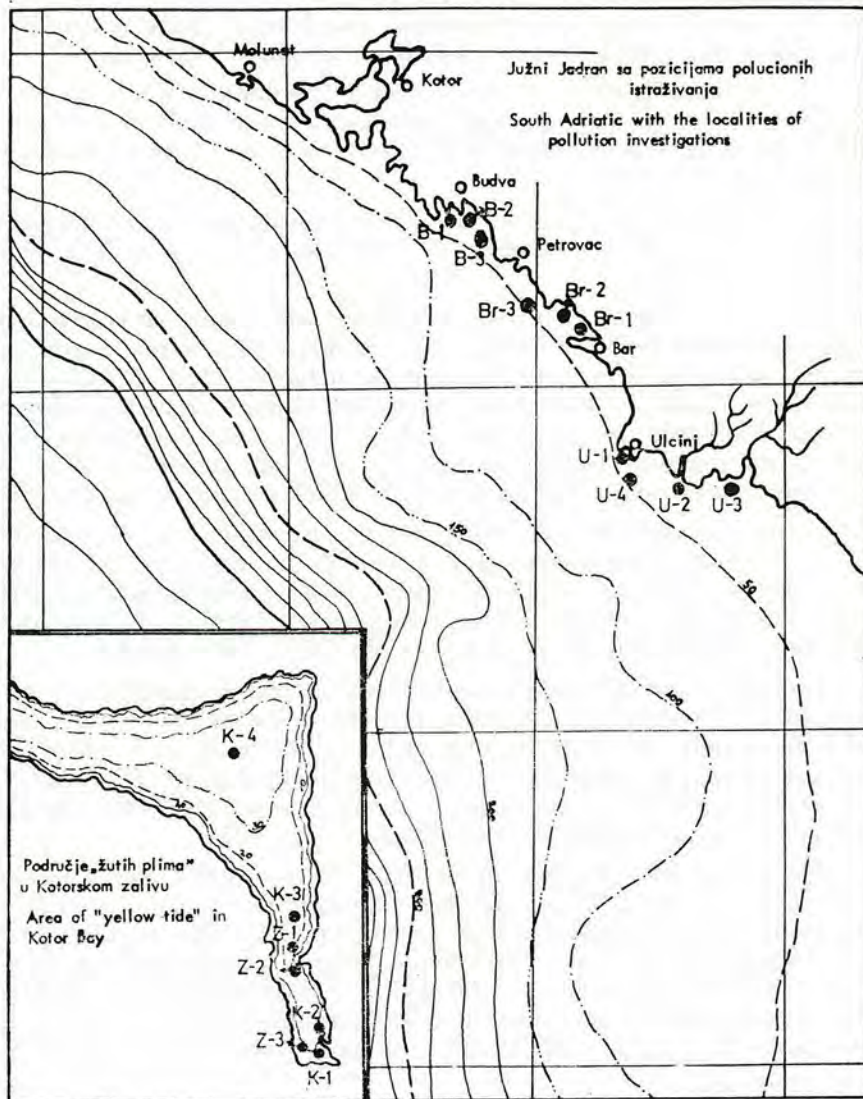 Molunat
Kotor
Južni Jadran sa pozicijama polucionih
istraživanja
South Adriatic with the localities of
pollution investigations
Budva
B-2
B-1
B-3
Petrovac
Br-2
Br-3
Br-1
Bar
Ulcinj
U-1
U-4
U-2
U-3
150
50
100
K-4
Područje „žutih plima"
u Kotorskom zalivu
Area of "yellow tide" in
Kotor Bay
K-3
Z-1
Z-2
K-2
Z-3
K-1